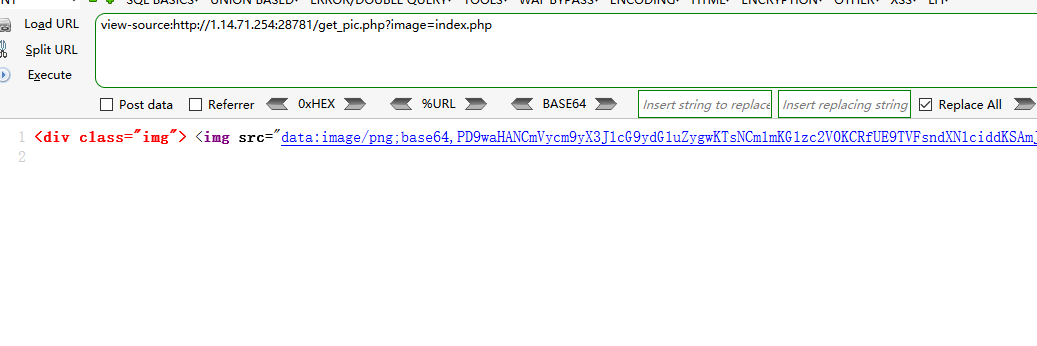 SQL BASICS UNION BASED ERROR/DOUBLE QUERY TOOLS WAF BYPASS ENCODING HTML ENCRYPTION OTHER XSS LFI
Load URL
view-source:http://1.14.71.254:28781/get_pic.php?image=index.php
Split URL
Execute
Post data Referrer 0xHEX %URL BASE64 Insert string to replace Insert replacing string Replace All
1 <div class="img"> <img src="data:image/png;base64,PD9waHANCmVycm9yX3JlcG9ydGluZygwKTsNCmlmKGlzc2V0KCRfUE9TVFsndXNlciddKSAm
2